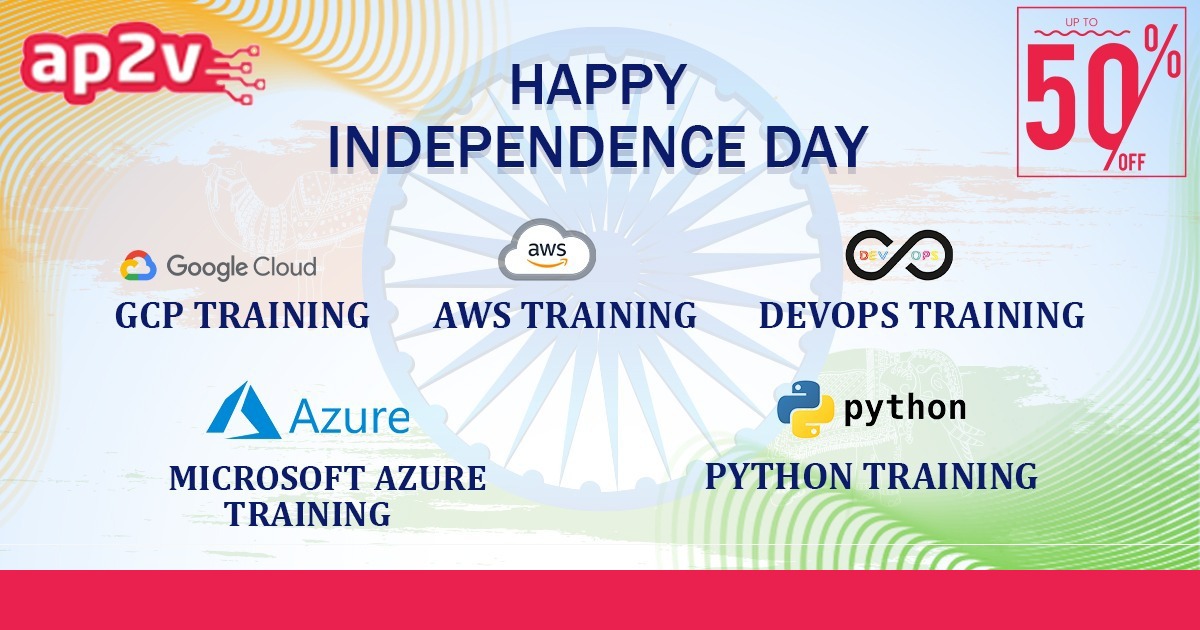 ap2v
UP TO
50%
OFF
HAPPY
INDEPENDENCE DAY
Google Cloud
GCP TRAINING
aws
AWS TRAINING
DEV OPS
DEVOPS TRAINING
Azure
MICROSOFT AZURE
TRAINING
python
PYTHON TRAINING